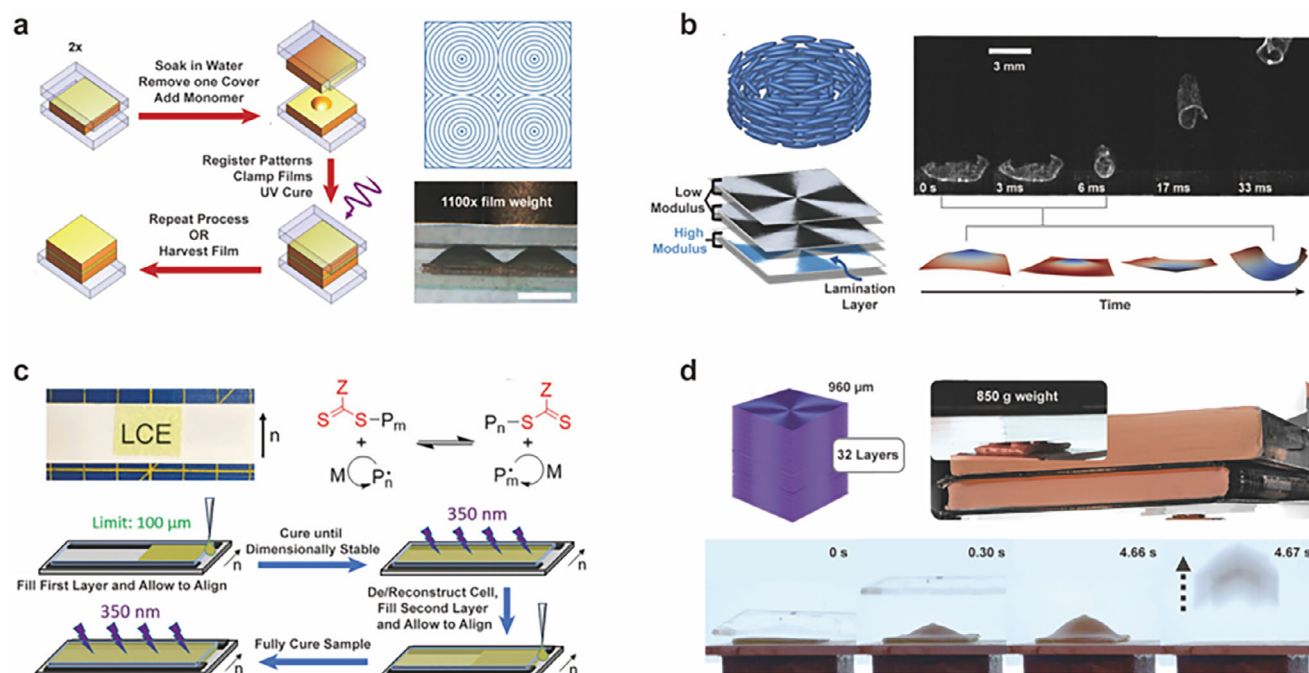 a
2x
Soak in Water
Remove one Cover
Add Monomer
Register Patterns
Clamp Films
UV Cure
Repeat Process
OR
Harvest Film
1100x film weight
b
3 mm
0 s
3 ms
6 ms
17 ms
33 ms
Low
Modulus
High
Modulus
Lamination
Layer
Time
c
LCE
n
Z
S
S
Pm
+
M
Pn•
Z
Pn
S
S
+
Pm•
M
Limit: 100 µm
n
Fill First Layer and Allow to Align
Cure until
Dimensionally Stable
350 nm
n
De/Reconstruct Cell,
Fill Second Layer
and Allow to Align
n
Fully Cure Sample
350 nm
n
d
960 µm
32 Layers
850 g weight
0 s
0.30 s
4.66 s
4.67 s